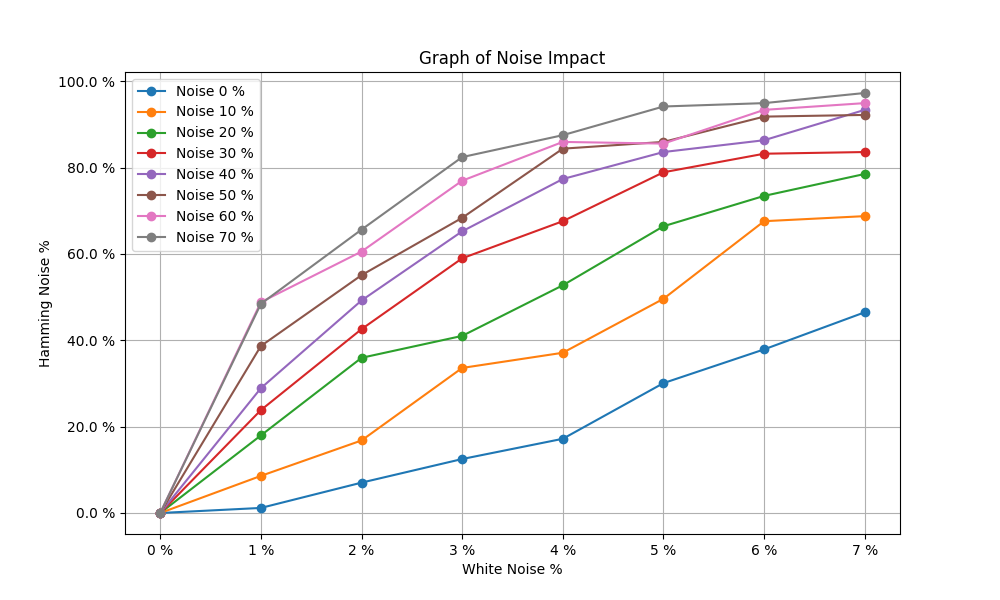 Graph of Noise Impact
100.0 %
80.0 %
60.0 %
40.0 %
20.0 %
0.0 %
Hamming Noise %
Noise 0 %
Noise 10 %
Noise 20 %
Noise 30 %
Noise 40 %
Noise 50 %
Noise 60 %
Noise 70 %
0 % 1 % 2 % 3 % 4 % 5 % 6 % 7 %
White Noise %